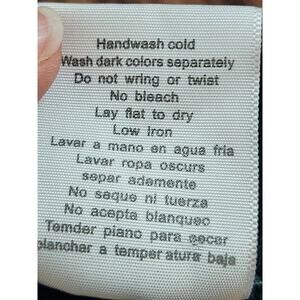 Handwash cold
Wash dark colors separately
Do not wring or twist
No bleach
Lay flat to dry
Low Iron
Lavar a mano en agua fria
Lavar ropa oscurs
separ ademente
No seque ni tuerza
No acepta blanqueo
Temder piano para secer
planchar a temper atura baja